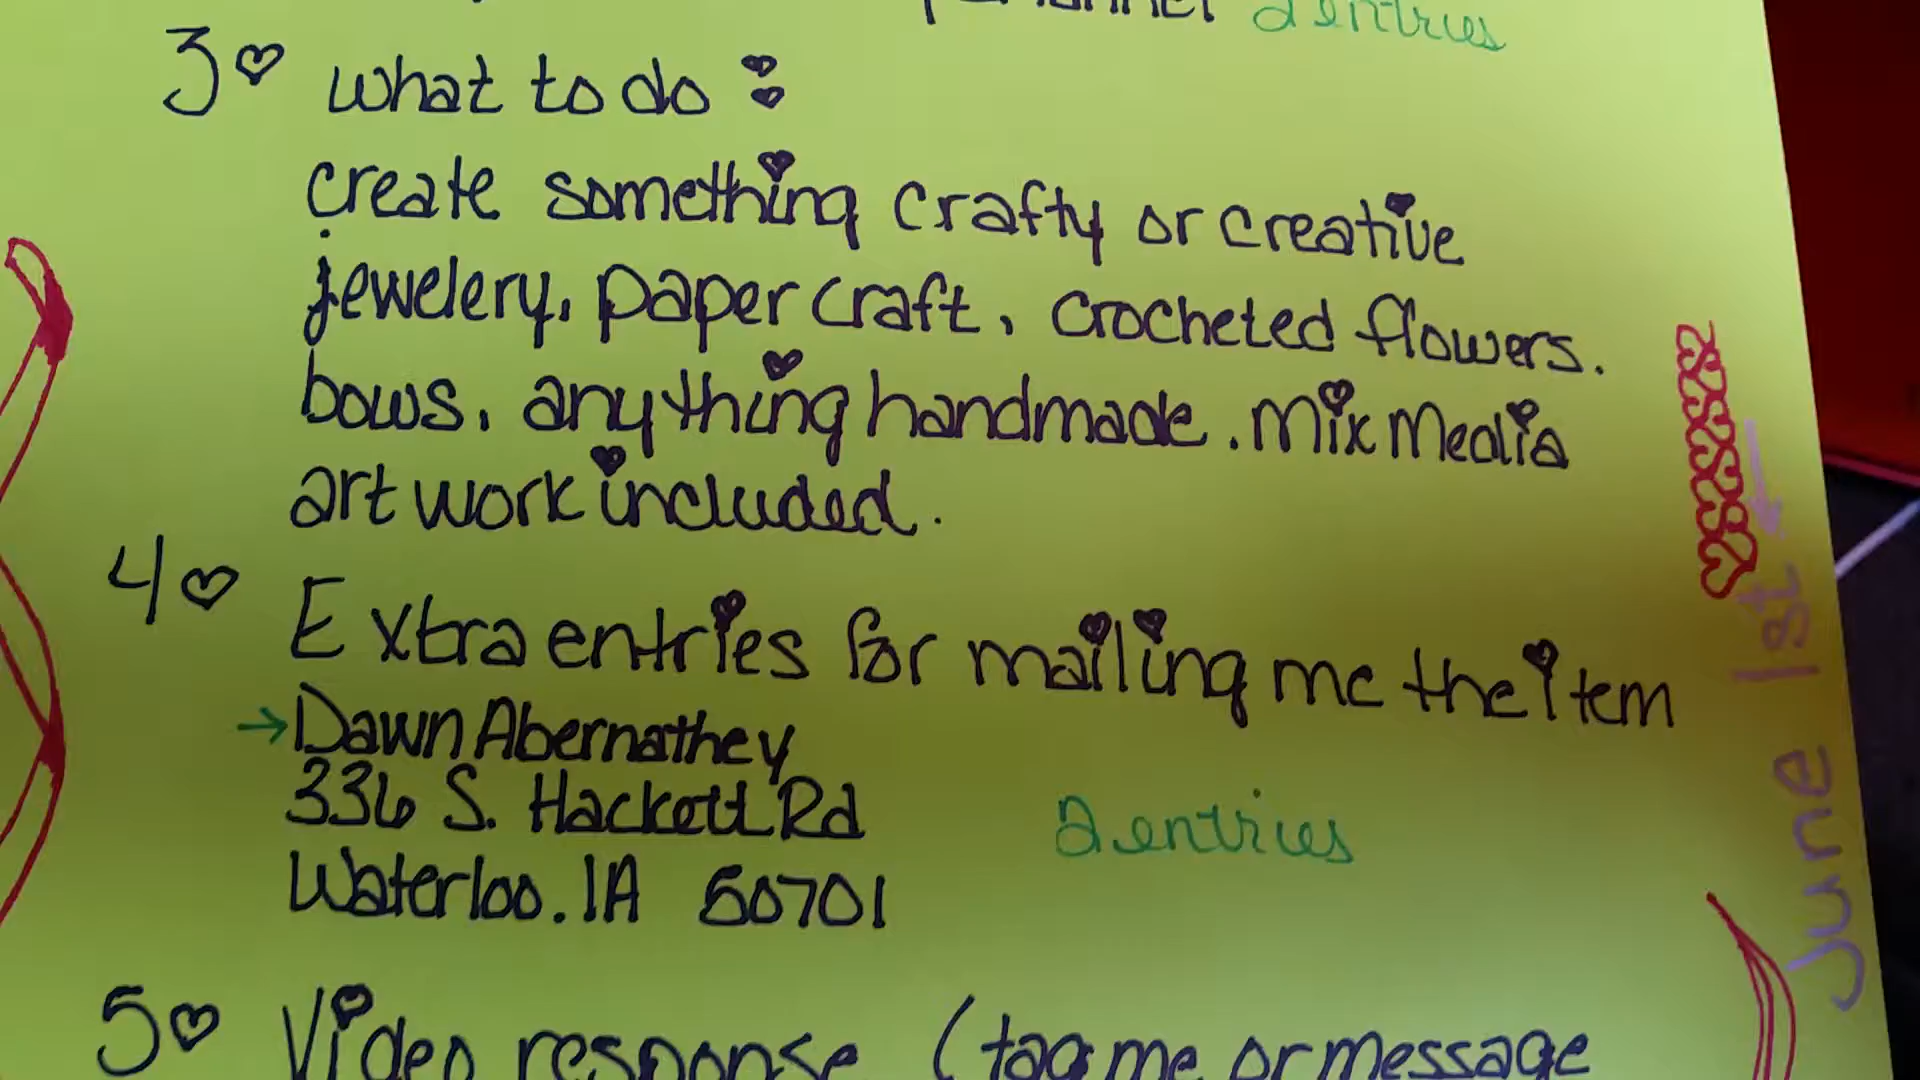 2 entries
3 what to do :
create something crafty or creative
jewelery, paper craft, crocheted flowers.
bows, anything handmade. Mix Media
art work included.
4 Extra entries for mailing me the item
→Dawn Abernathey
336 S. Hackett Rd
Waterloo. IA 50701
2 entries
5 Video response (tag me or message
June 1st